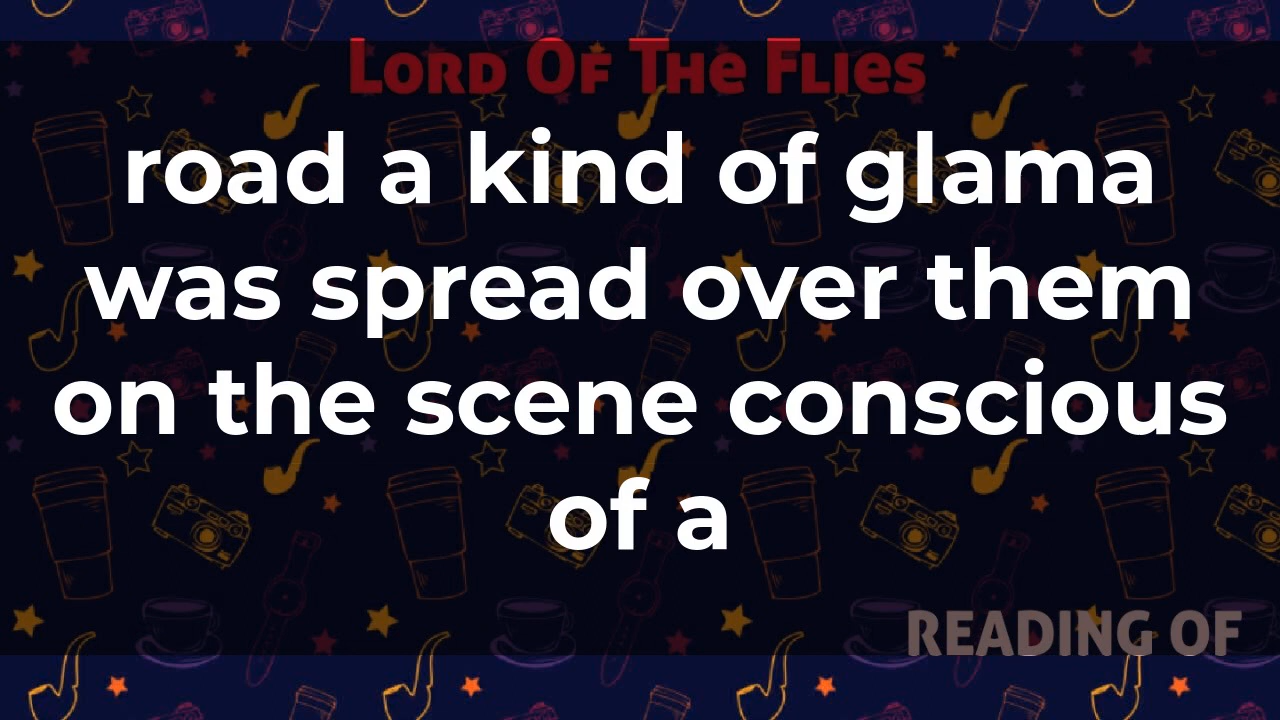 Lord Of The Flies
road a kind of glama
was spread over them
on the scene conscious
of a
READING OF